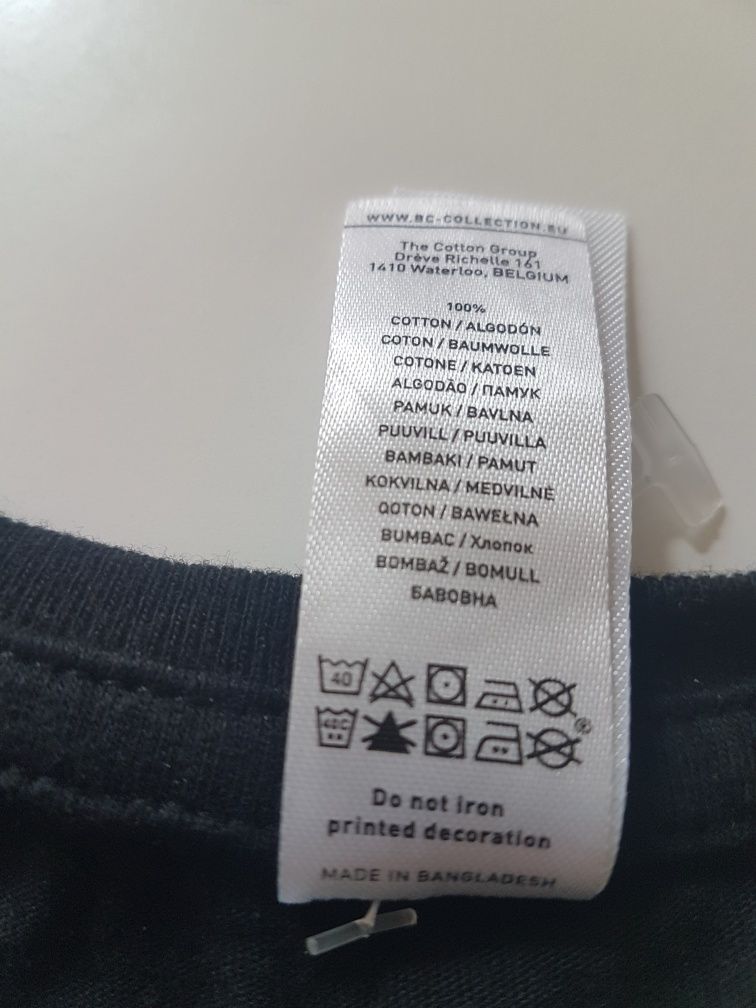 WWW.BC-COLLECTION.EU
The Cotton Group
Drève Richelle 161
1410 Waterloo, BELGIUM
100%
COTTON / ALGODÓN
COTON / BAUMWOLLE
COTONE / KATOEN
ALGODÃO / ПАМУК
PAMUK / BAVLNA
PUUVILL / PUUVILLA
BAMBAKI / PAMUT
KOKVILNA / MEDVILNĖ
QOTON / BAWEŁNA
BUMBAC / Хлопок
BOMBAŽ / BOMULL
БАВОВНА
40
40C
®
Do not iron
printed decoration
MADE IN BANGLADESH